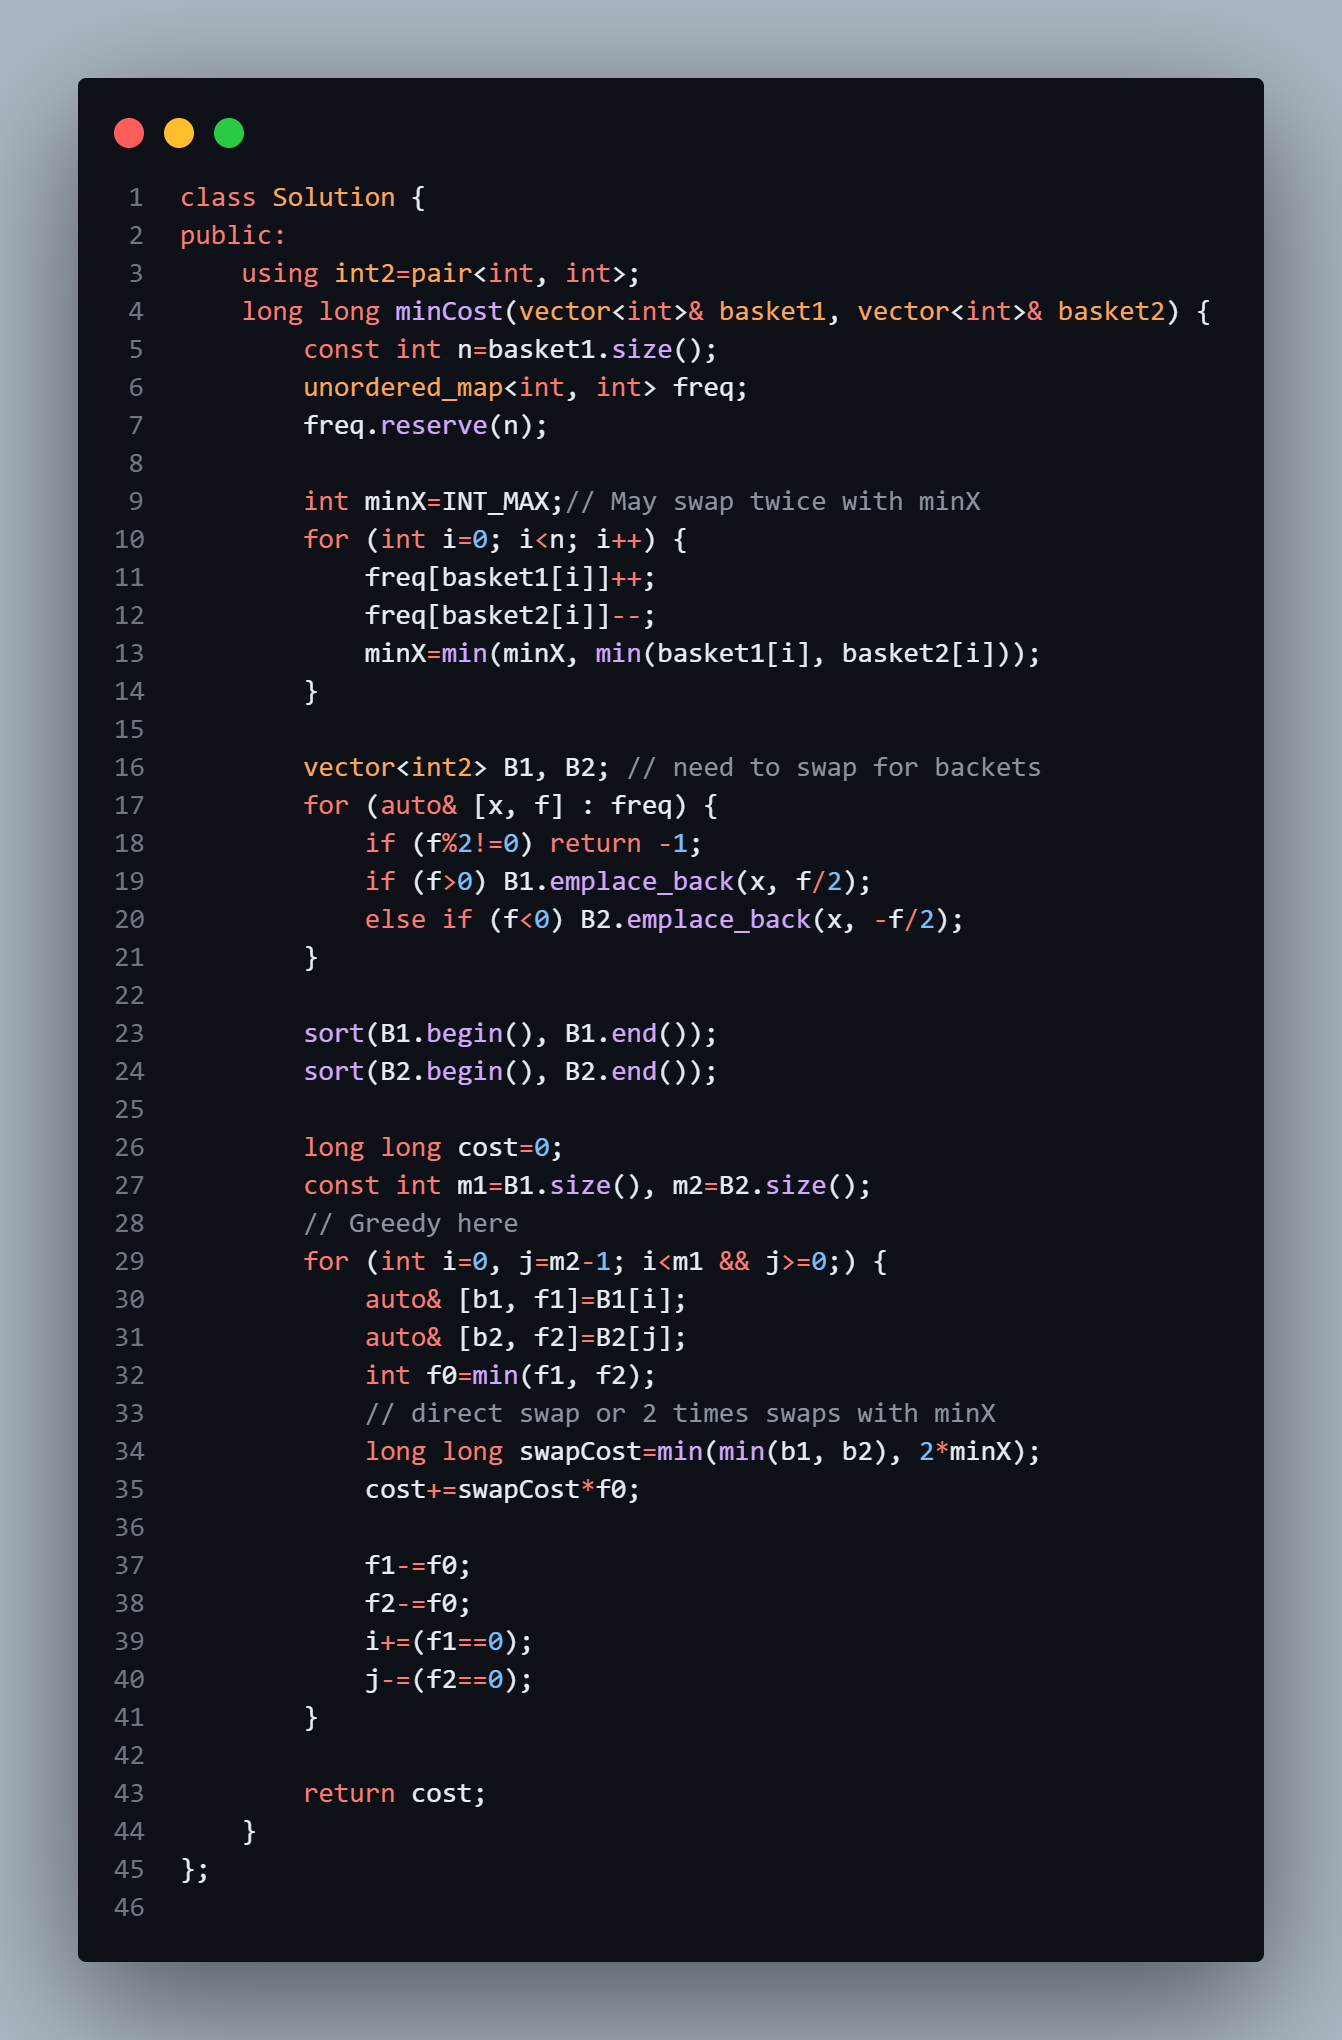 1 class Solution {
2 public:
3     using int2=pair<int, int>;
4     long long minCost(vector<int>& basket1, vector<int>& basket2) {
5         const int n=basket1.size();
6         unordered_map<int, int> freq;
7         freq.reserve(n);
8
9         int minX=INT_MAX;// May swap twice with minX
10         for (int i=0; i<n; i++) {
11             freq[basket1[i]]++;
12             freq[basket2[i]]--;
13             minX=min(minX, min(basket1[i], basket2[i]));
14         }
15
16         vector<int2> B1, B2; // need to swap for backets
17         for (auto& [x, f] : freq) {
18             if (f%2!=0) return -1;
19             if (f>0) B1.emplace_back(x, f/2);
20             else if (f<0) B2.emplace_back(x, -f/2);
21         }
22
23         sort(B1.begin(), B1.end());
24         sort(B2.begin(), B2.end());
25
26         long long cost=0;
27         const int m1=B1.size(), m2=B2.size();
28         // Greedy here
29         for (int i=0, j=m2-1; i<m1 && j>=0;) {
30             auto& [b1, f1]=B1[i];
31             auto& [b2, f2]=B2[j];
32             int f0=min(f1, f2);
33             // direct swap or 2 times swaps with minX
34             long long swapCost=min(min(b1, b2), 2*minX);
35             cost+=swapCost*f0;
36
37             f1-=f0;
38             f2-=f0;
39             i+=(f1==0);
40             j-=(f2==0);
41         }
42
43         return cost;
44     }
45 };
46